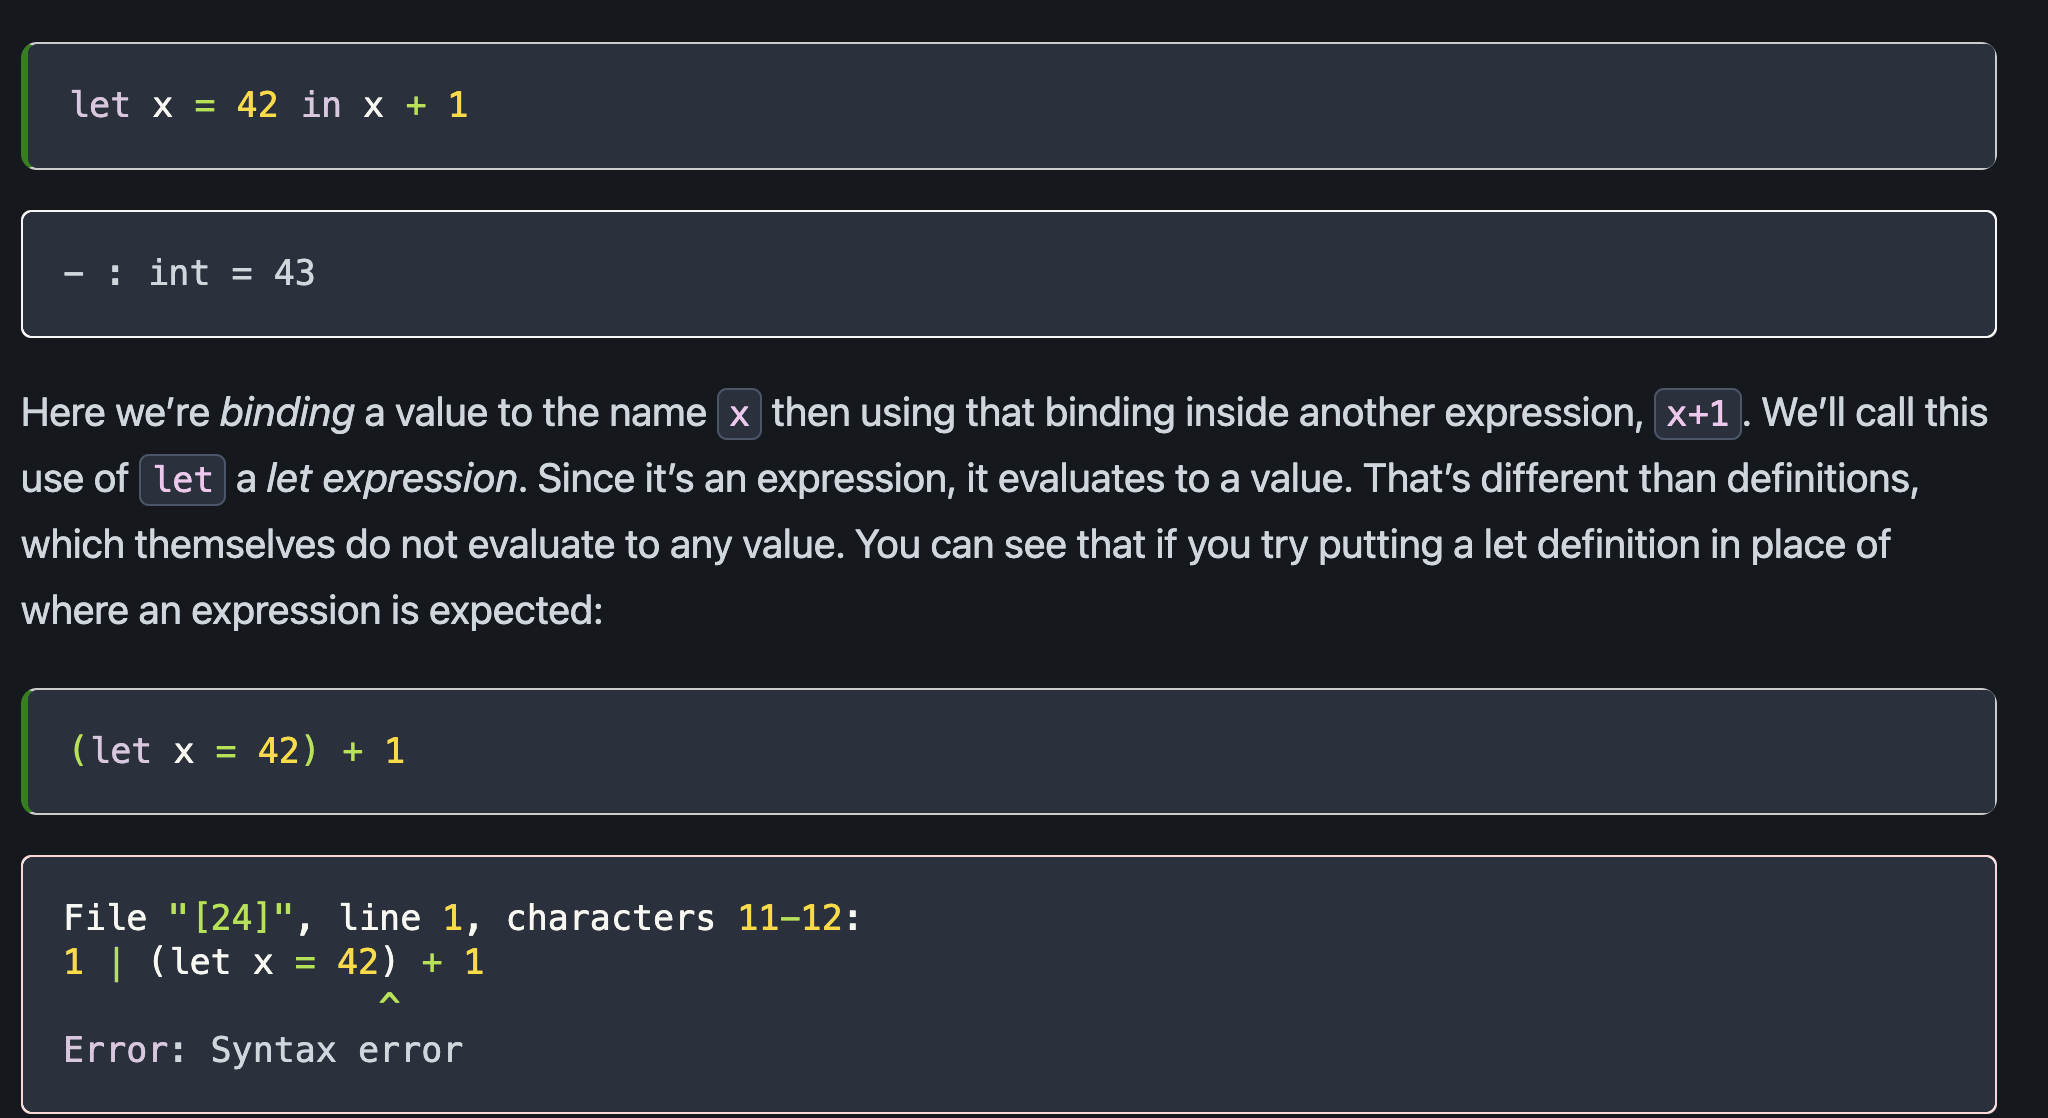 let x = 42 in x + 1
- : int = 43
Here we’re binding a value to the name x then using that binding inside another expression, x+1. We’ll call this
use of let a let expression. Since it’s an expression, it evaluates to a value. That’s different than definitions,
which themselves do not evaluate to any value. You can see that if you try putting a let definition in place of
where an expression is expected:
(let x = 42) + 1
File "[24]", line 1, characters 11-12:
1 | (let x = 42) + 1
               ^
Error: Syntax error